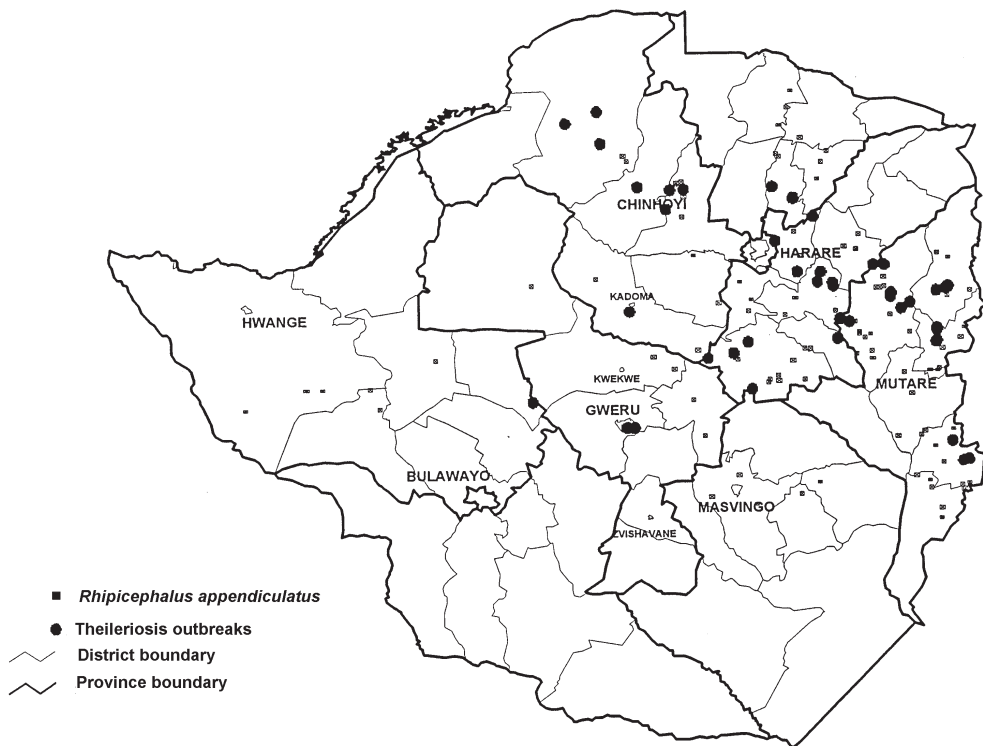 CHINHOYI
HARARE
KADOMA
HWANGE
KWEKWE
MUTARE
GWERU
BULAWAYO
MASVINGO
ZVISHAVANE
Rhipicephalus appendiculatus
Theileriosis outbreaks
District boundary
Province boundary